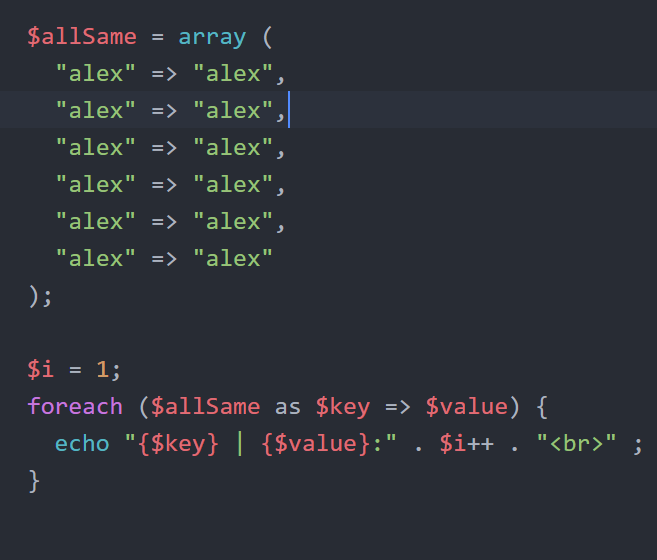 $allSame = array (
  "alex" => "alex",
  "alex" => "alex",
  "alex" => "alex",
  "alex" => "alex",
  "alex" => "alex",
  "alex" => "alex"
);
$i = 1;
foreach ($allSame as $key => $value) {
  echo "{$key} | {$value}:" . $i++ . "<br>" ;
}